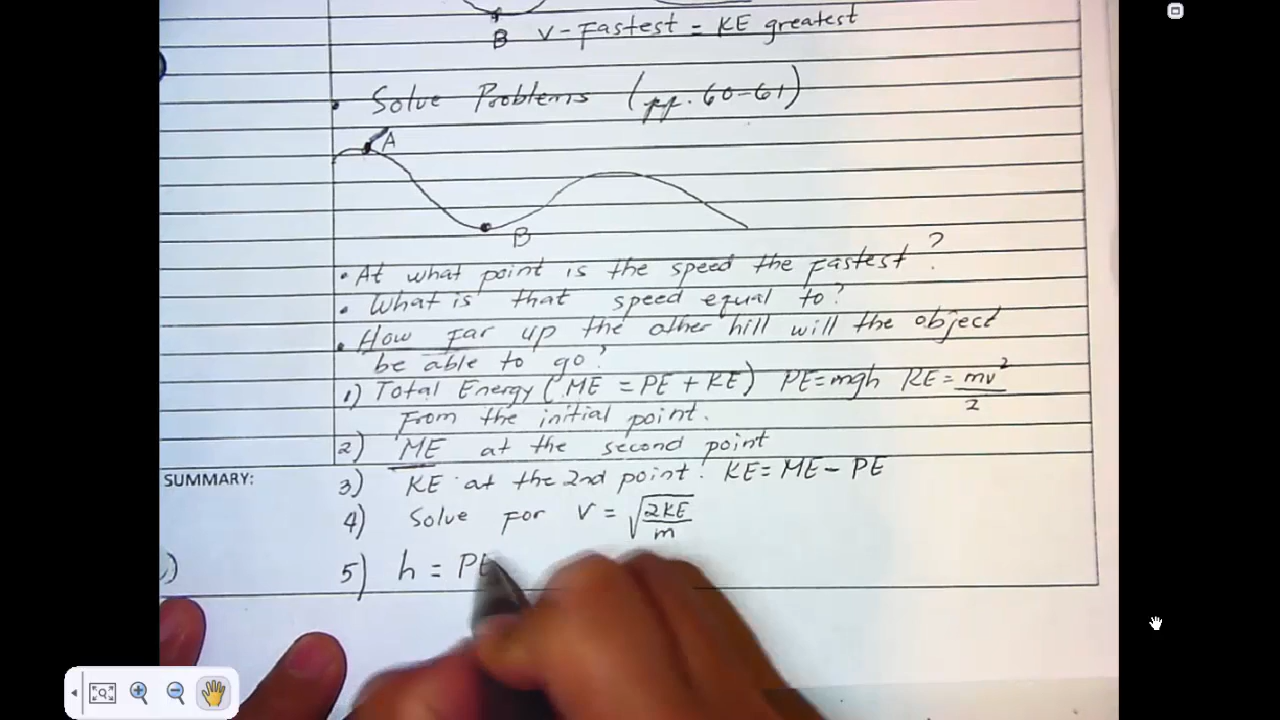 B V-Fastest = KE greatest
• Solve Problems (pp. 60-61)
A
B
• At what point is the speed the fastest?
• What is that speed equal to?
• How far up the other hill will the object
be able to go?
1) Total Energy (ME = PE + KE) PE=mgh KE = mv²/2
From the initial point.
2) ME at the second point
SUMMARY:
3) KE at the 2nd point. KE = ME - PE
4) Solve for V = √(2KE/m)
5) h = PE